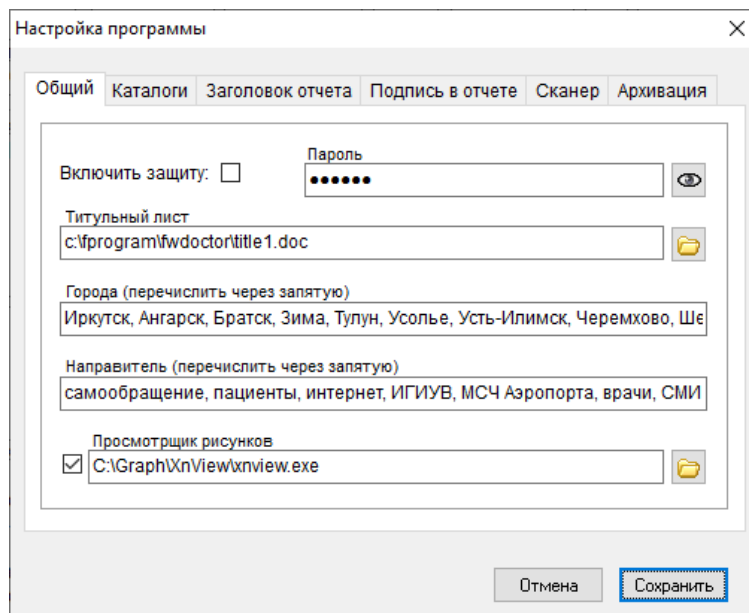 Настройка программы
Общий Каталоги Заголовок отчета Подпись в отчете Сканер Архивация
Включить защиту:
Пароль
••••••
Титульный лист
c:\fprogram\fwdoctor\title1.doc
Города (перечислить через запятую)
Иркутск, Ангарск, Братск, Зима, Тулун, Усолье, Усть-Илимск, Черемхово, Ше
Направитель (перечислить через запятую)
самообращение, пациенты, интернет, ИГИУВ, МСЧ Аэропорта, врачи, СМИ
Просмотрщик рисунков
C:\Graph\XnView\xnview.exe
Отмена Сохранить